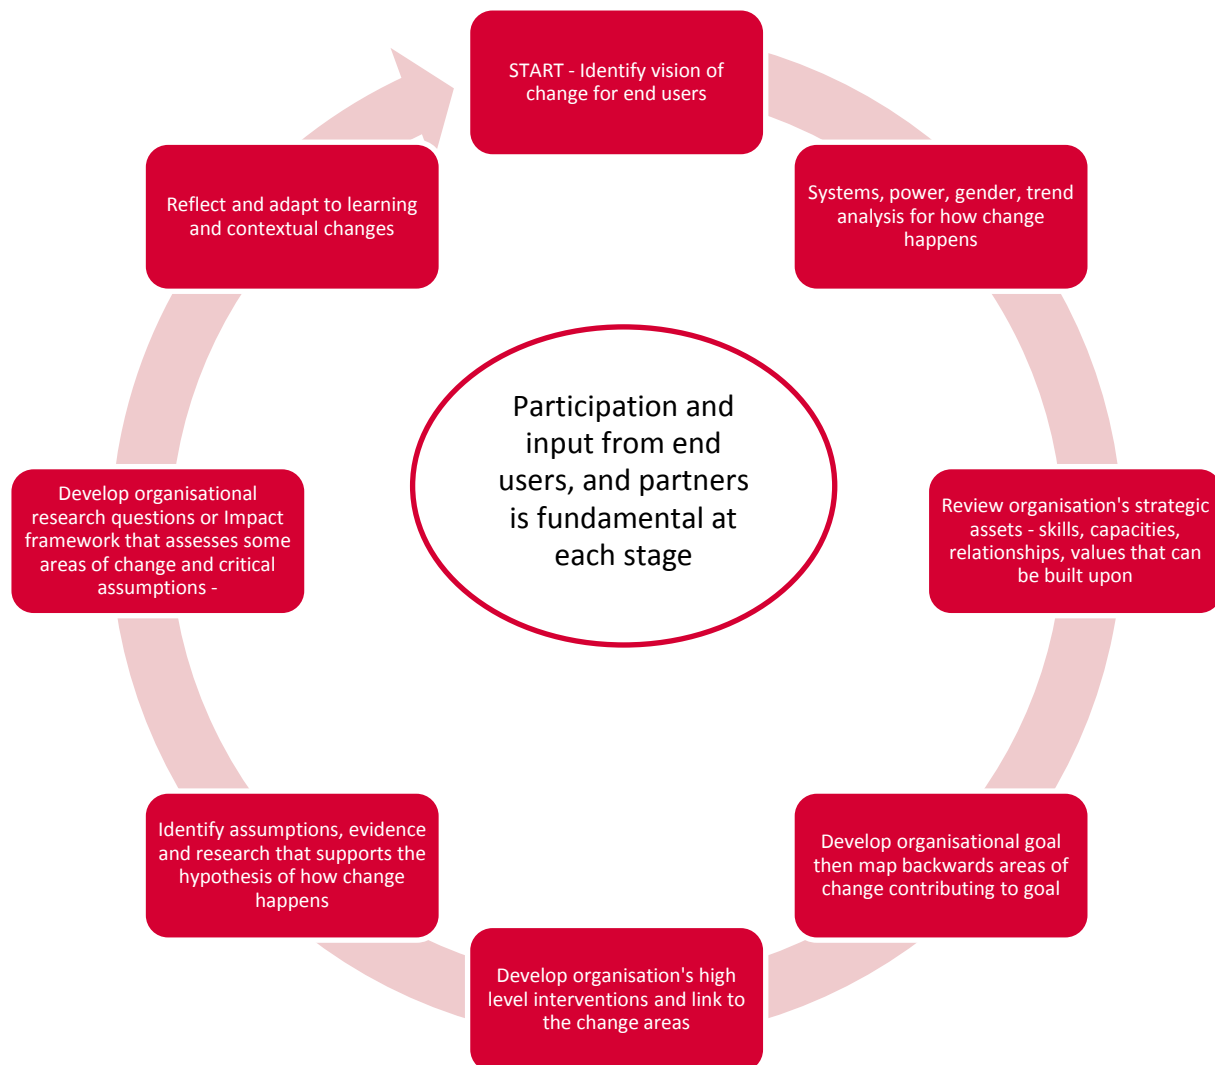 START - Identify vision of
change for end users
Systems, power, gender, trend
analysis for how change
happens
Review organisation's strategic
assets - skills, capacities,
relationships, values that can
be built upon
Develop organisational goal
then map backwards areas of
change contributing to goal
Develop organisation's high
level interventions and link to
the change areas
Identify assumptions, evidence
and research that supports the
hypothesis of how change
happens
Develop organisational
research questions or Impact
framework that assesses some
areas of change and critical
assumptions -
Reflect and adapt to learning
and contextual changes
Participation and
input from end
users, and partners
is fundamental at
each stage